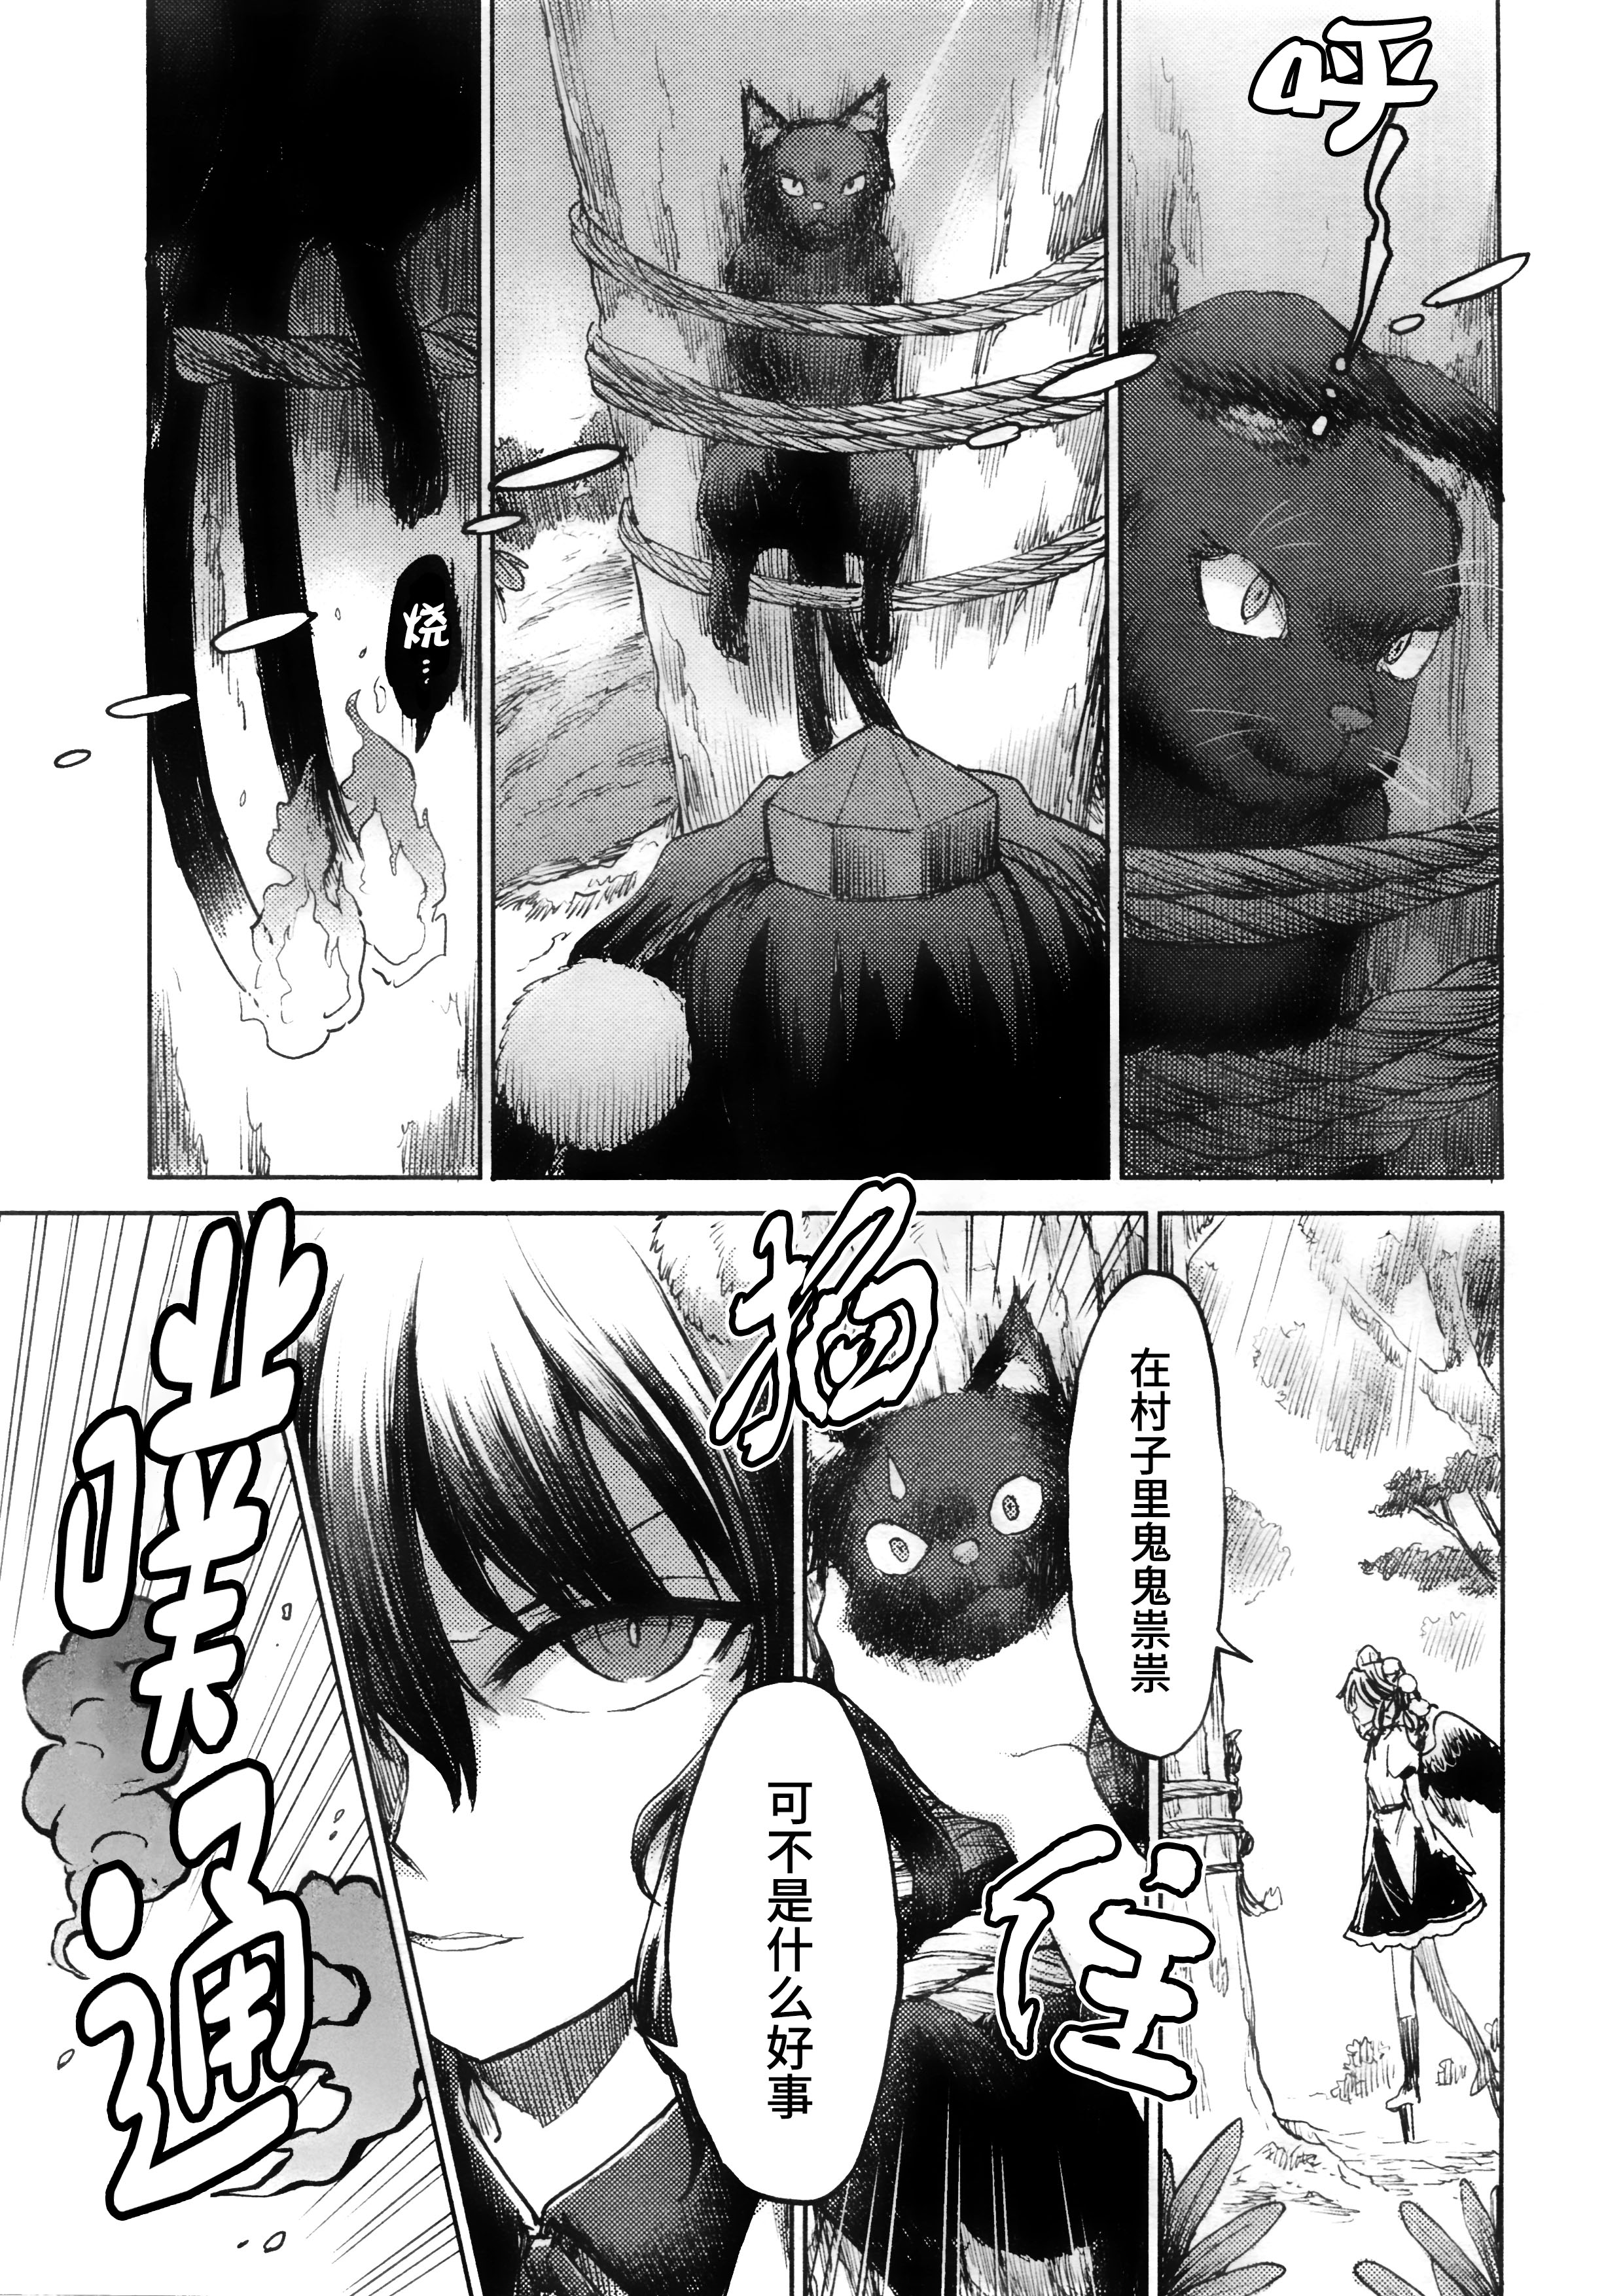 呼
烧…
在村子里鬼鬼祟祟
掐住
可不是什么好事
噗通